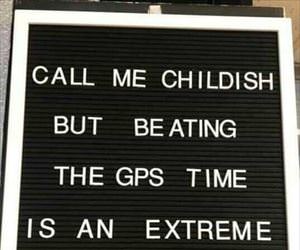 CALL ME CHILDISH
BUT BEATING
THE GPS TIME
IS AN EXTREME